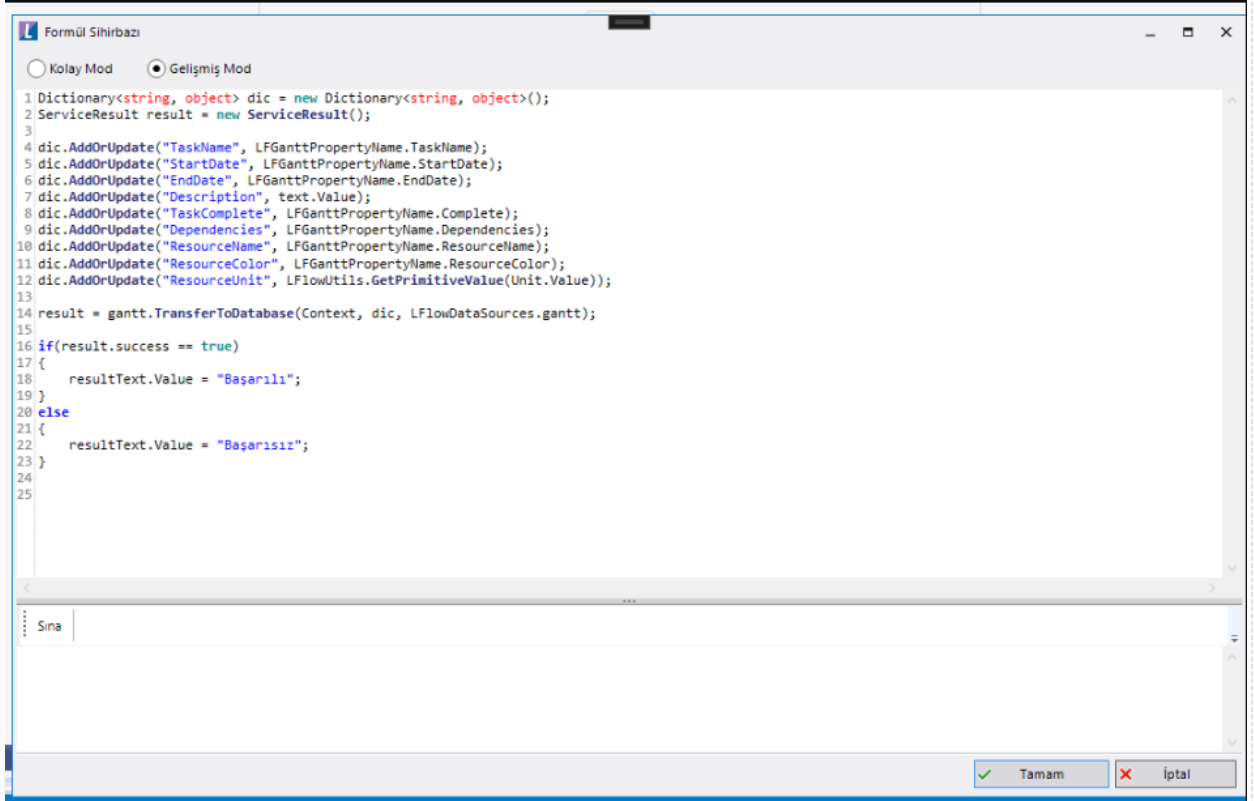 L Formül Sihirbazı
Kolay Mod Gelişmiş Mod
1 Dictionary<string, object> dic = new Dictionary<string, object>();
2 ServiceResult result = new ServiceResult();
3
4 dic.AddOrUpdate("TaskName", LFGanttPropertyName.TaskName);
5 dic.AddOrUpdate("StartDate", LFGanttPropertyName.StartDate);
6 dic.AddOrUpdate("EndDate", LFGanttPropertyName.EndDate);
7 dic.AddOrUpdate("Description", text.Value);
8 dic.AddOrUpdate("TaskComplete", LFGanttPropertyName.Complete);
9 dic.AddOrUpdate("Dependencies", LFGanttPropertyName.Dependencies);
10 dic.AddOrUpdate("ResourceName", LFGanttPropertyName.ResourceName);
11 dic.AddOrUpdate("ResourceColor", LFGanttPropertyName.ResourceColor);
12 dic.AddOrUpdate("ResourceUnit", LFlowUtils.GetPrimitiveValue(Unit.Value));
13
14 result = gantt.TransferToDatabase(Context, dic, LFlowDataSources.gantt);
15
16 if(result.success == true)
17 {
18     resultText.Value = "Başarılı";
19 }
20 else
21 {
22     resultText.Value = "Başarısız";
23 }
24
25
Sına
Tamam İptal